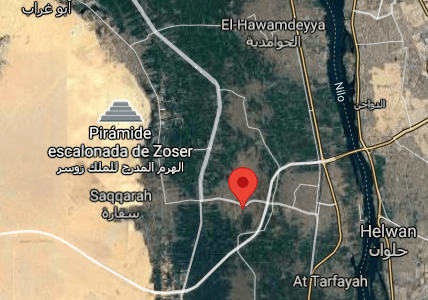 أبو غراب
El-Hawamdeyya
الحوامدية
Nilo
Pirámide
escalonada de Zoser
الهرم المدرج للملك زوسر
Saqqarah
سقارة
Helwan
حلوان
At Tarfayah